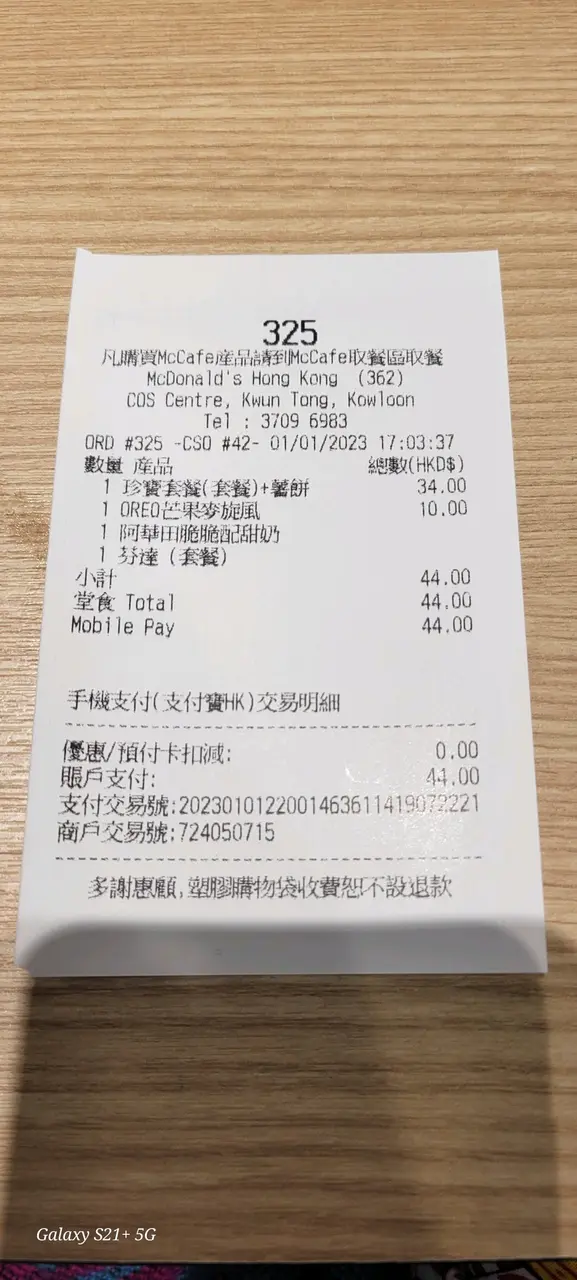 325
凡購買McCafe産品請到McCafe取餐區取餐
McDonald's Hong Kong (362)
COS Centre, Kwun Tong, Kowloon
Tel : 3709 6983
ORD #325 -CSO #42- 01/01/2023 17:03:37
數量 産品 總數(HKD$)
1 珍寶套餐(套餐)+薯餅 34.00
1 OREO芒果麥旋風 10.00
1 阿華田脆脆配甜奶
1 芬達 (套餐)
小計 44.00
堂食 Total 44.00
Mobile Pay 44.00
手機支付(支付寶HK)交易明細
優惠/預付卡扣減: 0.00
賬戶支付: 44.00
支付交易號:2023010122001463611419072221
商戶交易號:724050715
多謝惠顧,塑膠購物袋收費恕不設退款
Galaxy S21+ 5G